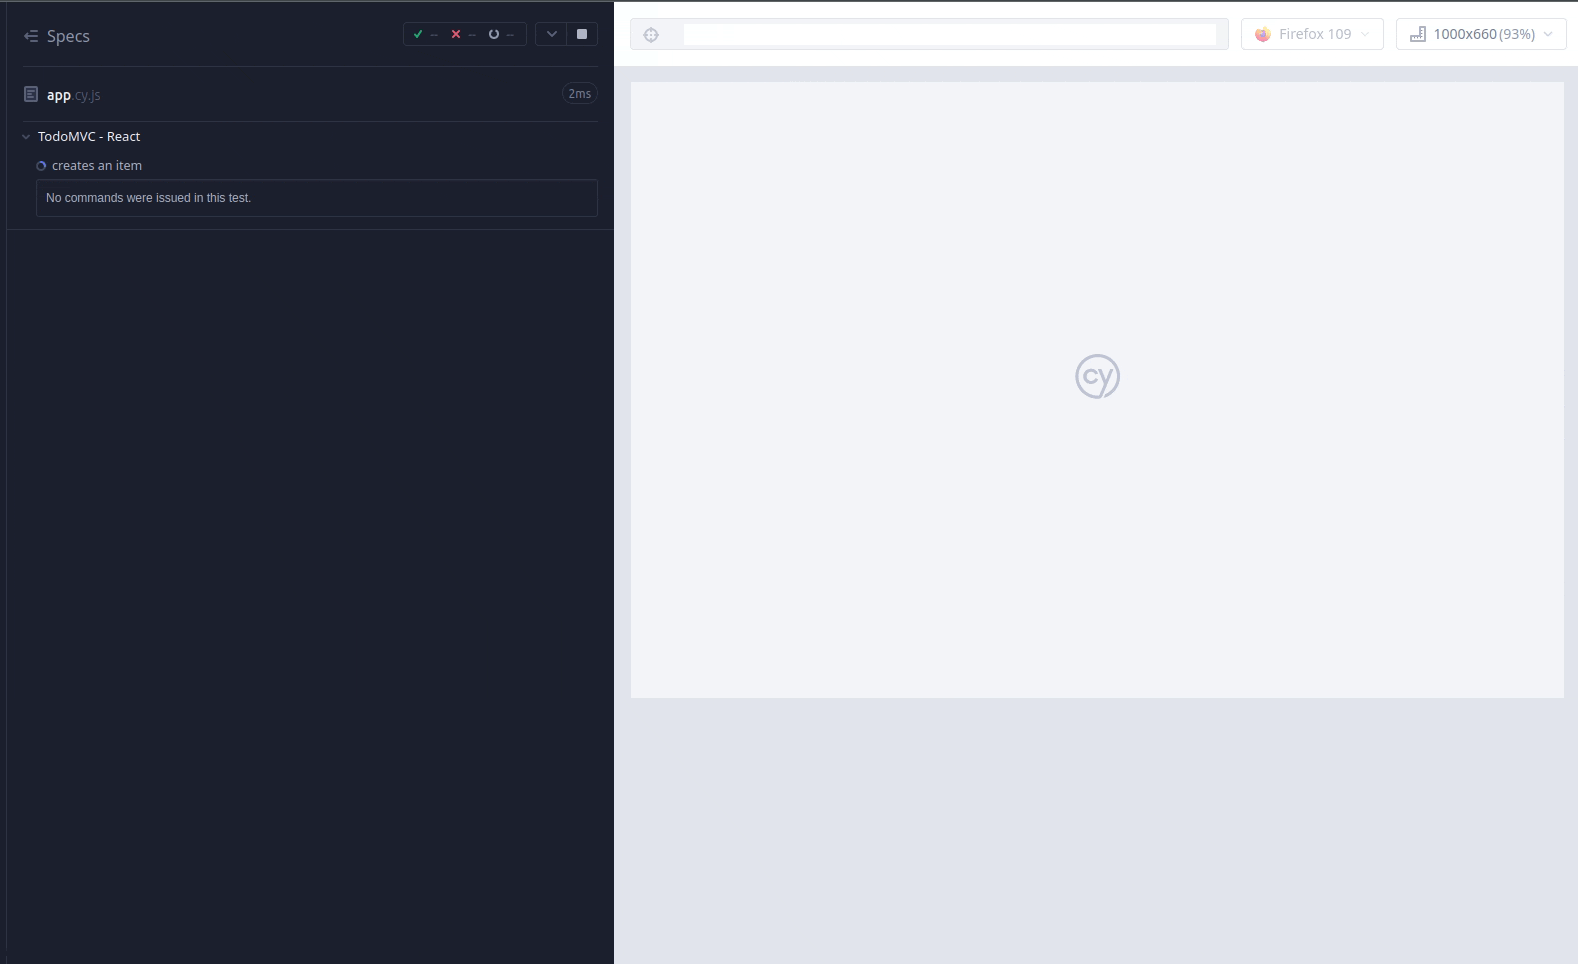 Specs
-- -- --
app.cy.js
2ms
TodoMVC - React
creates an item
No commands were issued in this test.
Firefox 109
1000x660 (93%)
cy